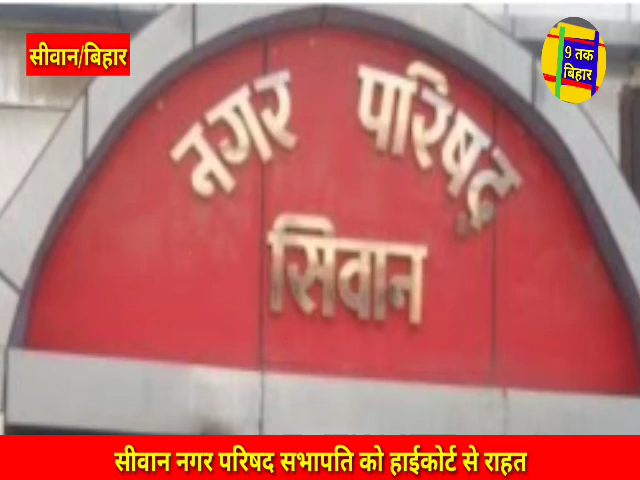 सीवान/बिहार
9 तक
बिहार
नगर परिषद्
सिवान
सीवान नगर परिषद सभापति को हाईकोर्ट से राहत